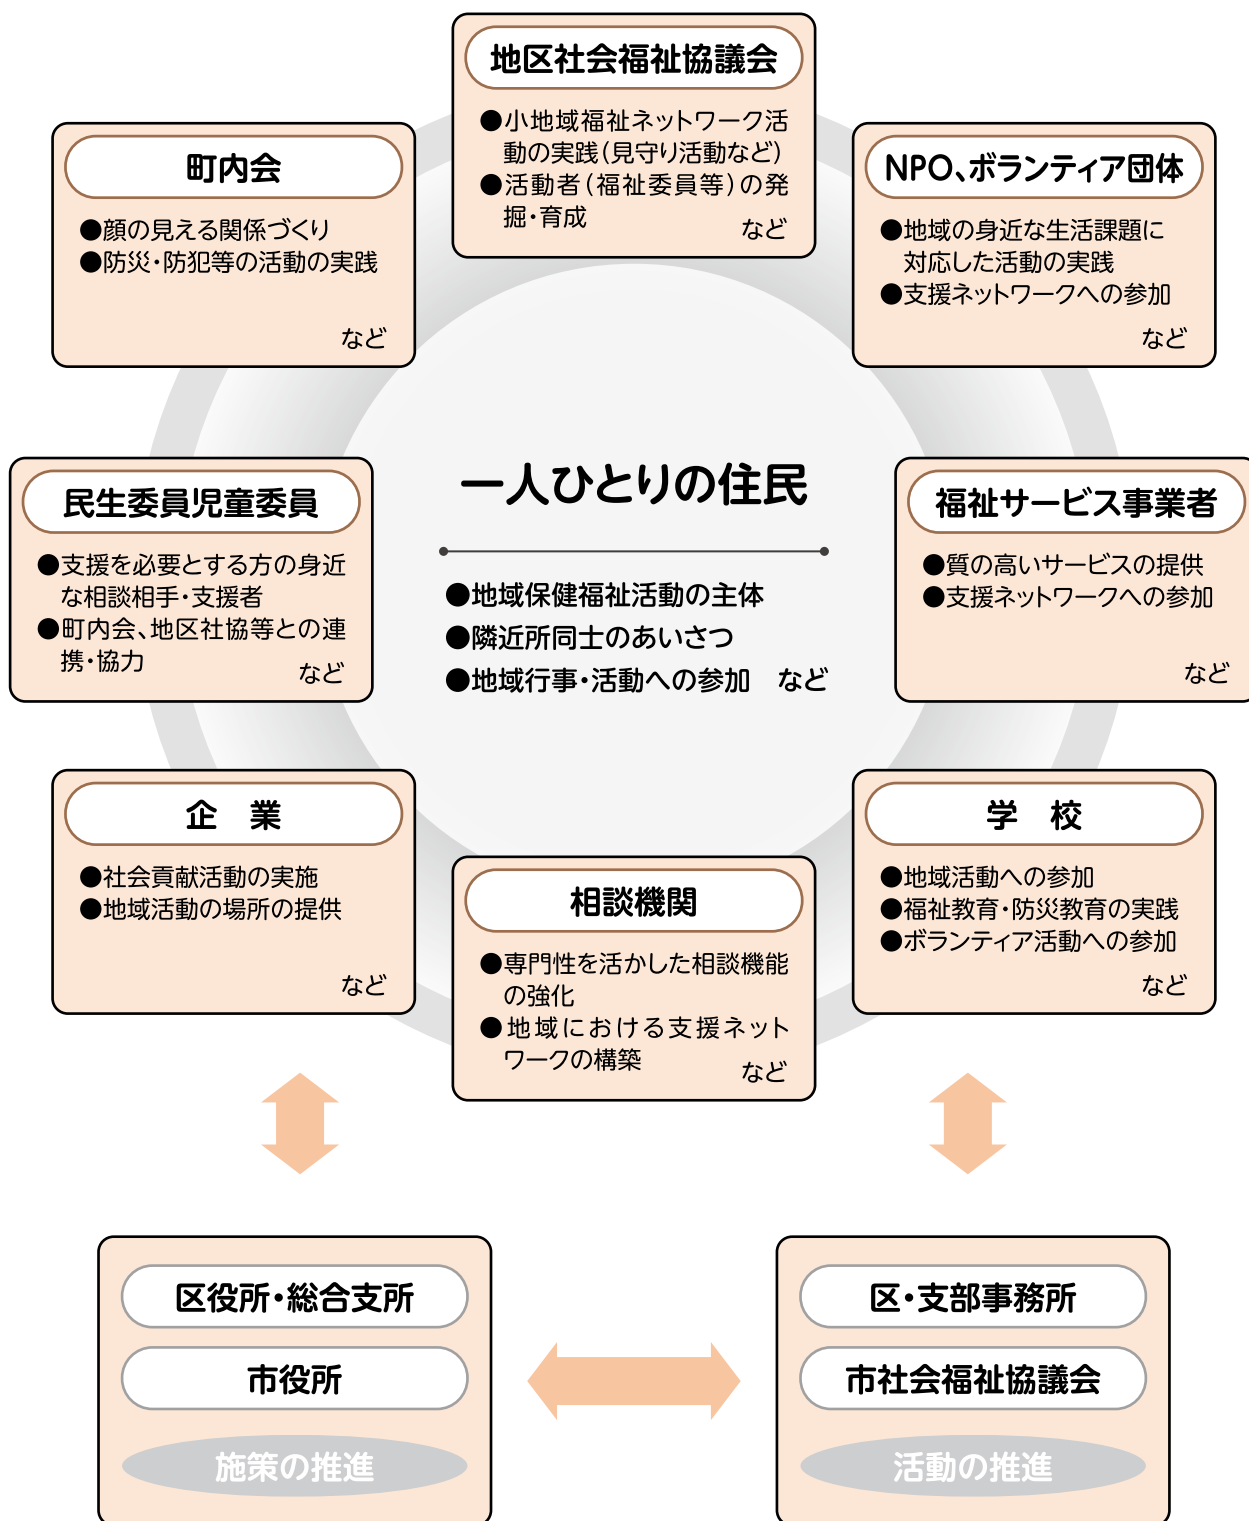 地区社会福祉協議会
●小地域福祉ネットワーク活
動の実践（見守り活動など）
●活動者（福祉委員等）の発
掘・育成
など
町内会
●顔の見える関係づくり
●防災・防犯等の活動の実践
など
NPO、ボランティア団体
●地域の身近な生活課題に
対応した活動の実践
●支援ネットワークへの参加
など
一人ひとりの住民
●地域保健福祉活動の主体
●隣近所同士のあいさつ
●地域行事・活動への参加　など
民生委員児童委員
●支援を必要とする方の身近
な相談相手・支援者
●町内会、地区社協等との連
携・協力
など
福祉サービス事業者
●質の高いサービスの提供
●支援ネットワークへの参加
など
企　業
●社会貢献活動の実施
●地域活動の場所の提供
など
相談機関
●専門性を活かした相談機能
の強化
●地域における支援ネット
ワークの構築
など
学　校
●地域活動への参加
●福祉教育・防災教育の実践
●ボランティア活動への参加
など
区役所・総合支所
市役所
施策の推進
区・支部事務所
市社会福祉協議会
活動の推進